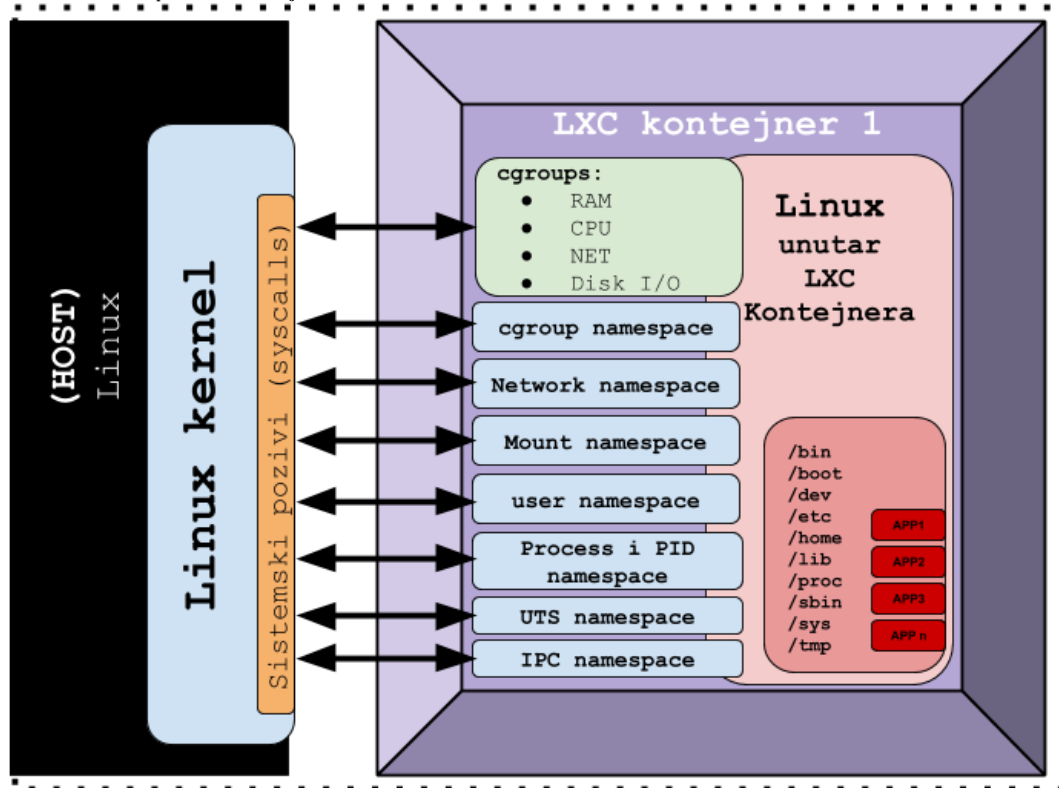 (HOST)
Linux
Linux kernel
Sistemski pozivi (syscalls)
LXC kontejner 1
cgroups:
● RAM
● CPU
● NET
● Disk I/O
cgroup namespace
Network namespace
Mount namespace
user namespace
Process i PID
namespace
UTS namespace
IPC namespace
Linux
unutar
LXC
Kontejnera
/bin
/boot
/dev
/etc
/home
/lib
/proc
/sbin
/sys
/tmp
APP1
APP2
APP3
APP n